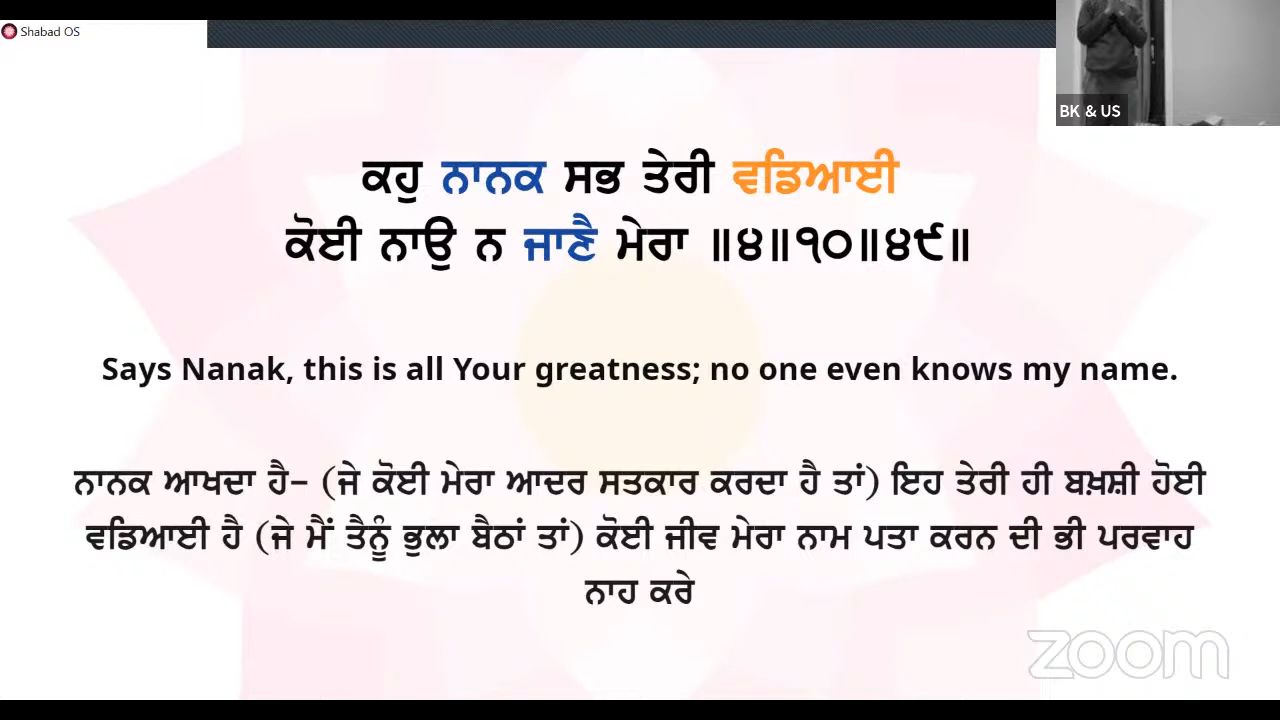 Shabad OS
BK & US
ਕਹੁ ਨਾਨਕ ਸਭ ਤੇਰੀ ਵਡਿਆਈ
ਕੋਈ ਨਾਉ ਨ ਜਾਣੈ ਮੇਰਾ ॥੪॥੧੦॥੪੯॥
Says Nanak, this is all Your greatness; no one even knows my name.
ਨਾਨਕ ਆਖਦਾ ਹੈ– (ਜੇ ਕੋਈ ਮੇਰਾ ਆਦਰ ਸਤਕਾਰ ਕਰਦਾ ਹੈ ਤਾਂ) ਇਹ ਤੇਰੀ ਹੀ ਬਖ਼ਸ਼ੀ ਹੋਈ
ਵਡਿਆਈ ਹੈ (ਜੇ ਮੈਂ ਤੈਨੂੰ ਭੁਲਾ ਬੈਠਾਂ ਤਾਂ) ਕੋਈ ਜੀਵ ਮੇਰਾ ਨਾਮ ਪਤਾ ਕਰਨ ਦੀ ਭੀ ਪਰਵਾਹ
ਨਾਹ ਕਰੇ
zoom